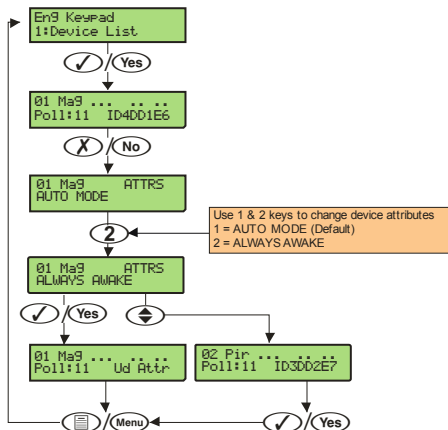 Eng Keypad
1:Device List
✓/Yes
01 Mag ... .. ..
Poll:11 ID4DD1E6
✗/No
01 Mag ATTRS
AUTO MODE
2
Use 1 & 2 keys to change device attributes
1 = AUTO MODE (Default)
2 = ALWAYS AWAKE
01 Mag ATTRS
ALWAYS AWAKE
✓/Yes
01 Mag ... .. ..
Poll:11 Ud Attr
02 Pir ... .. ..
Poll:11 ID3DD2E7
/Menu
✓/Yes